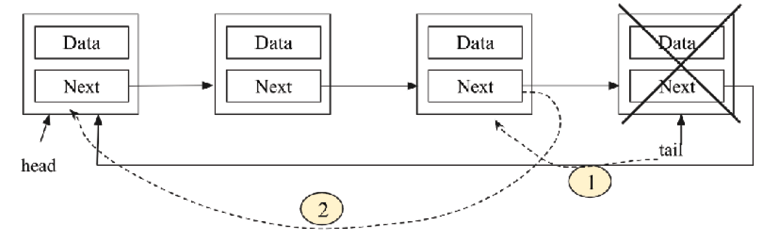 Data Data Data Data
Next Next Next Next
head tail
1
2